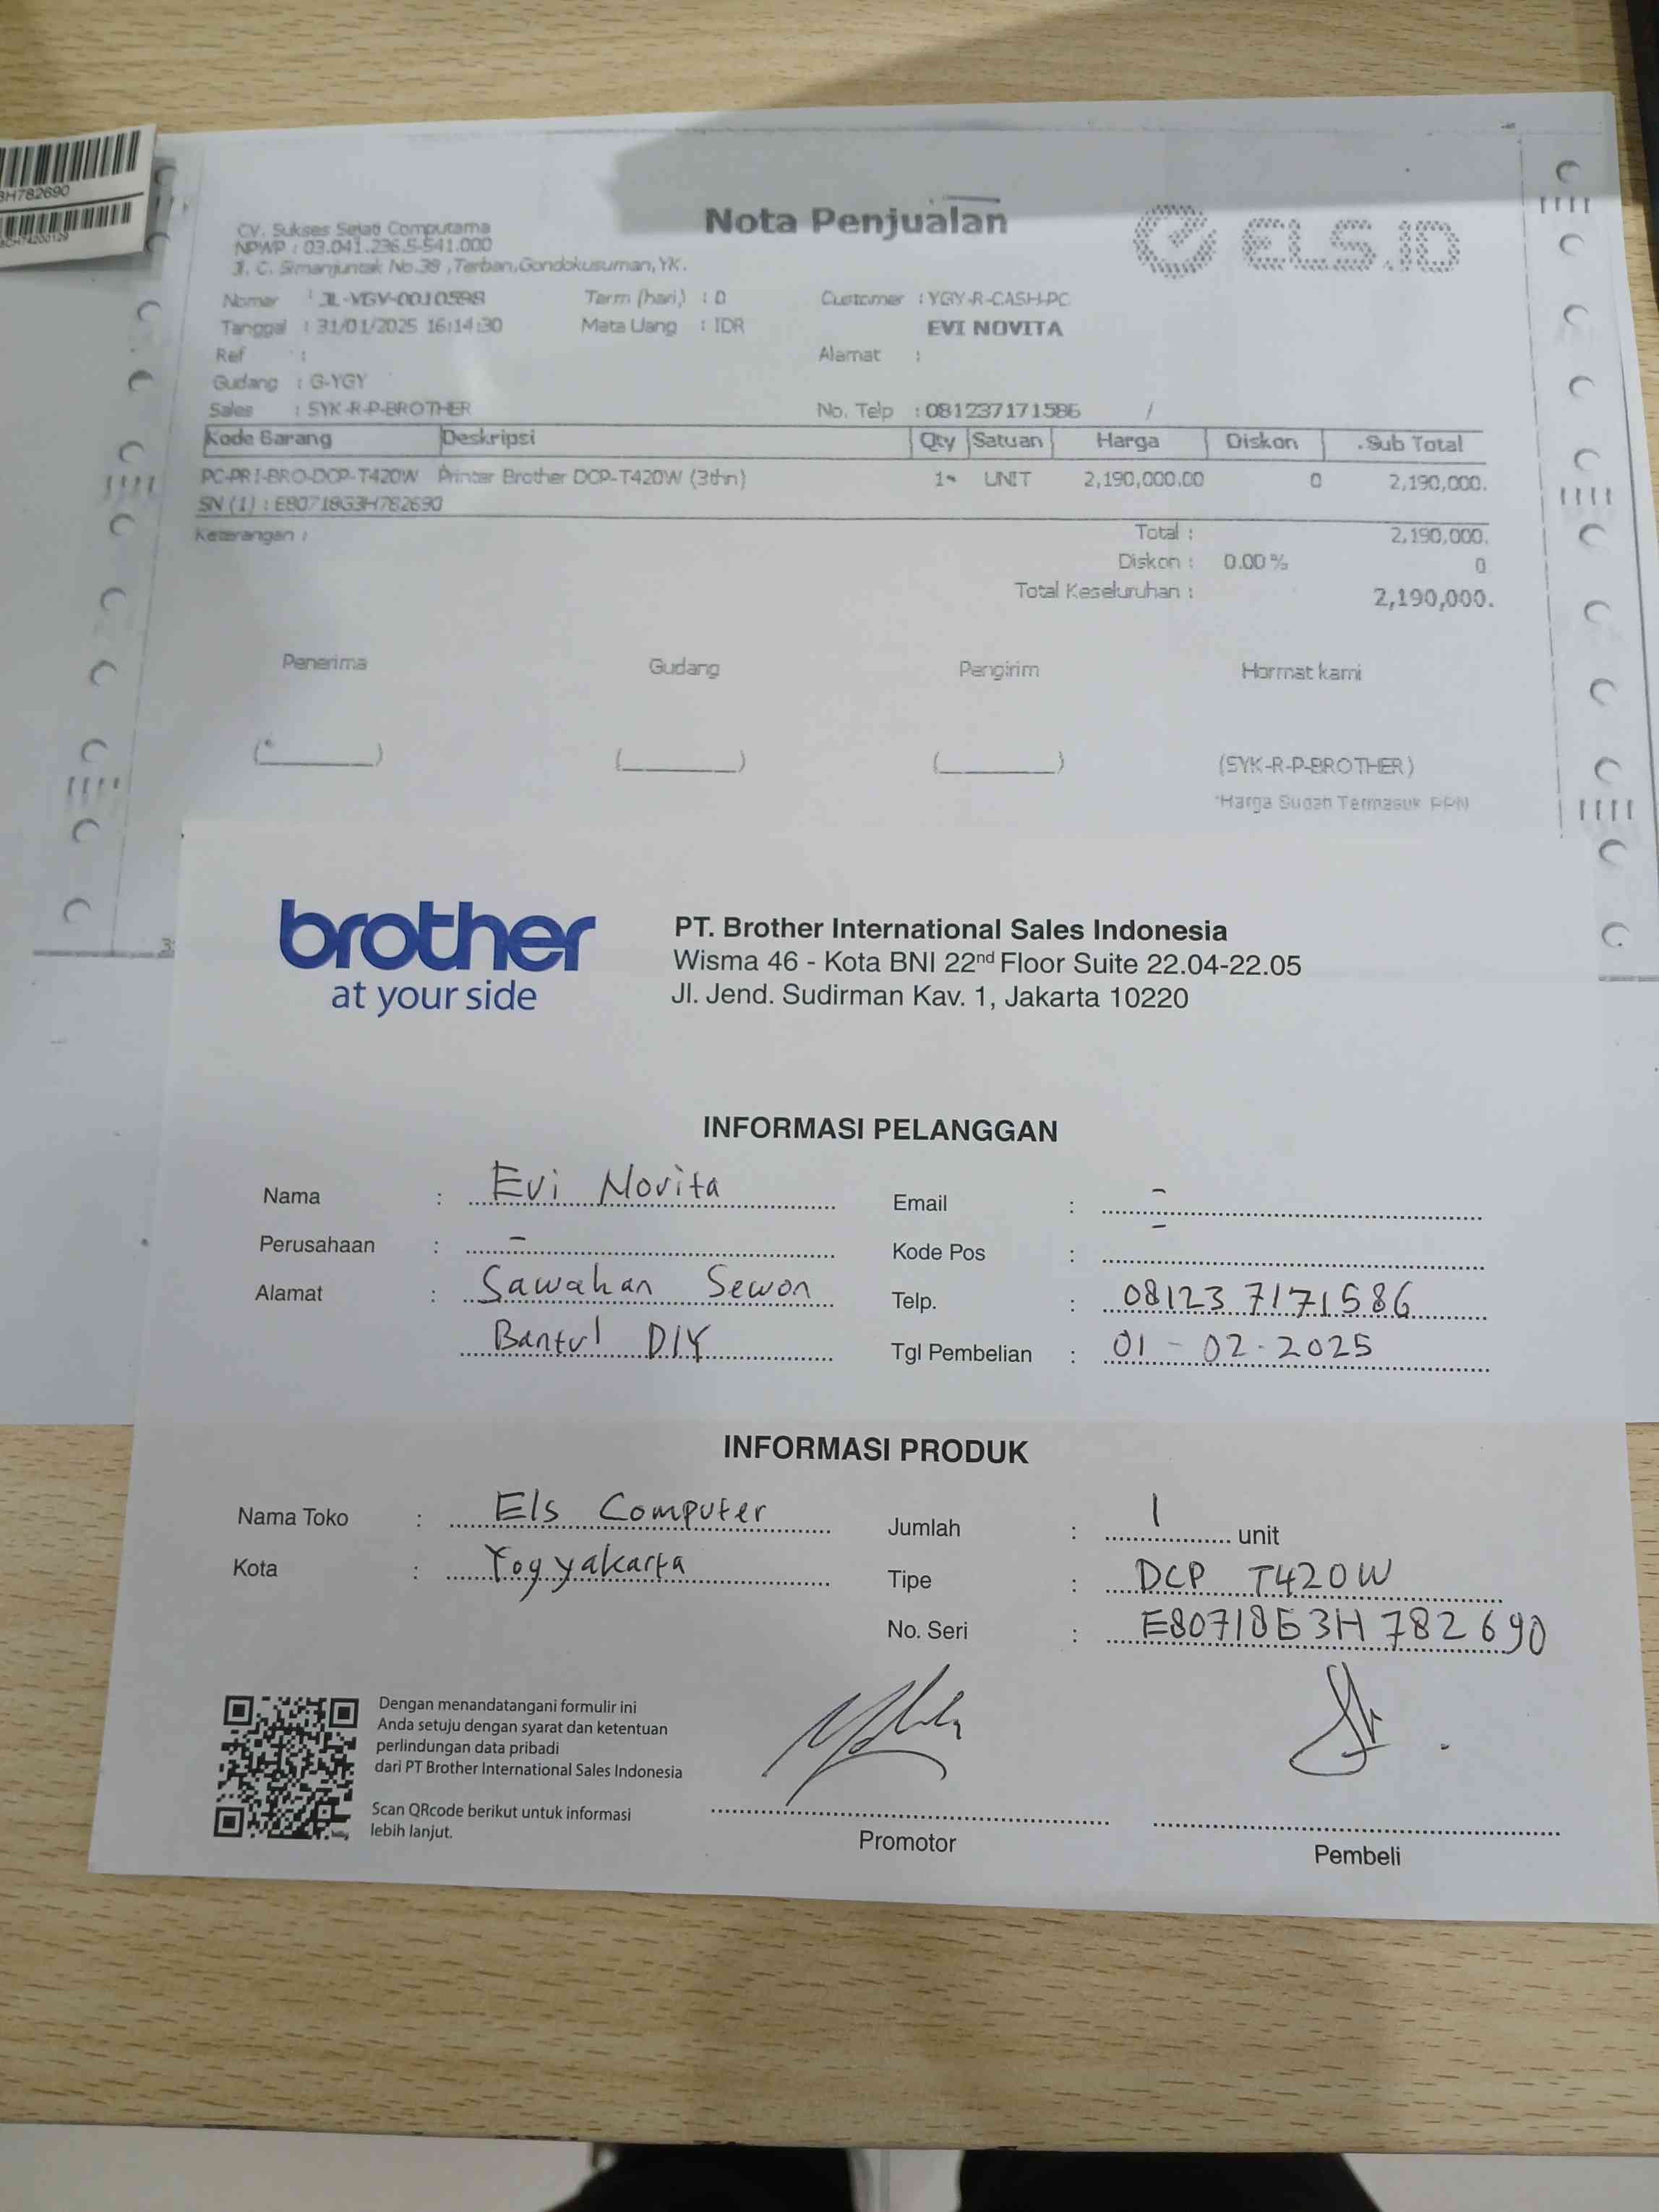 3H782690
Nota Penjualan
ELS.ID
CV. Sukses Sejati Computama
NPWP : 03.041.236.5-541.000
Jl. C. Simanjuntak No.39 ,Terban,Gondokusuman,YK.
Nomer : JL-YGY-0010598 Term (hari) : 0 Customer : YGY-R-CASH-PC
Tanggal : 31/01/2025 16:14:30 Mata Uang : IDR EVI NOVITA
Ref : Alamat :
Gudang : G-YGY
Sales : SYK-R-P-BROTHER No. Telp : 081237171586 /
Kode Barang Deskripsi Qty Satuan Harga Diskon Sub Total
PC-PRI-BRO-DCP-T420W Printer Brother DCP-T420W (3thn) 1 UNIT 2,190,000.00 0 2,190,000.
SN (1) : E80718G3H782690
Keterangan : Total : 2,190,000.
Diskon : 0.00 % 0
Total Keseluruhan : 2,190,000.
Penerima Gudang Pengirim Hormat kami
(SYK-R-P-BROTHER)
*Harga Sudah Termasuk PPN
brother
at your side
PT. Brother International Sales Indonesia
Wisma 46 - Kota BNI 22nd Floor Suite 22.04-22.05
Jl. Jend. Sudirman Kav. 1, Jakarta 10220
INFORMASI PELANGGAN
Nama : Evi Novita Email : -
Perusahaan : - Kode Pos : -
Alamat : Sawahan Sewon Telp. : 081237171586
Bantul DIY Tgl Pembelian : 01 - 02 - 2025
INFORMASI PRODUK
Nama Toko : Els Computer Jumlah : 1 unit
Kota : Yogyakarta Tipe : DCP T420W
No. Seri : E80718G3H782690
Dengan menandatangani formulir ini
Anda setuju dengan syarat dan ketentuan
perlindungan data pribadi
dari PT Brother International Sales Indonesia
Scan QRcode berikut untuk informasi
lebih lanjut.
Promotor Pembeli